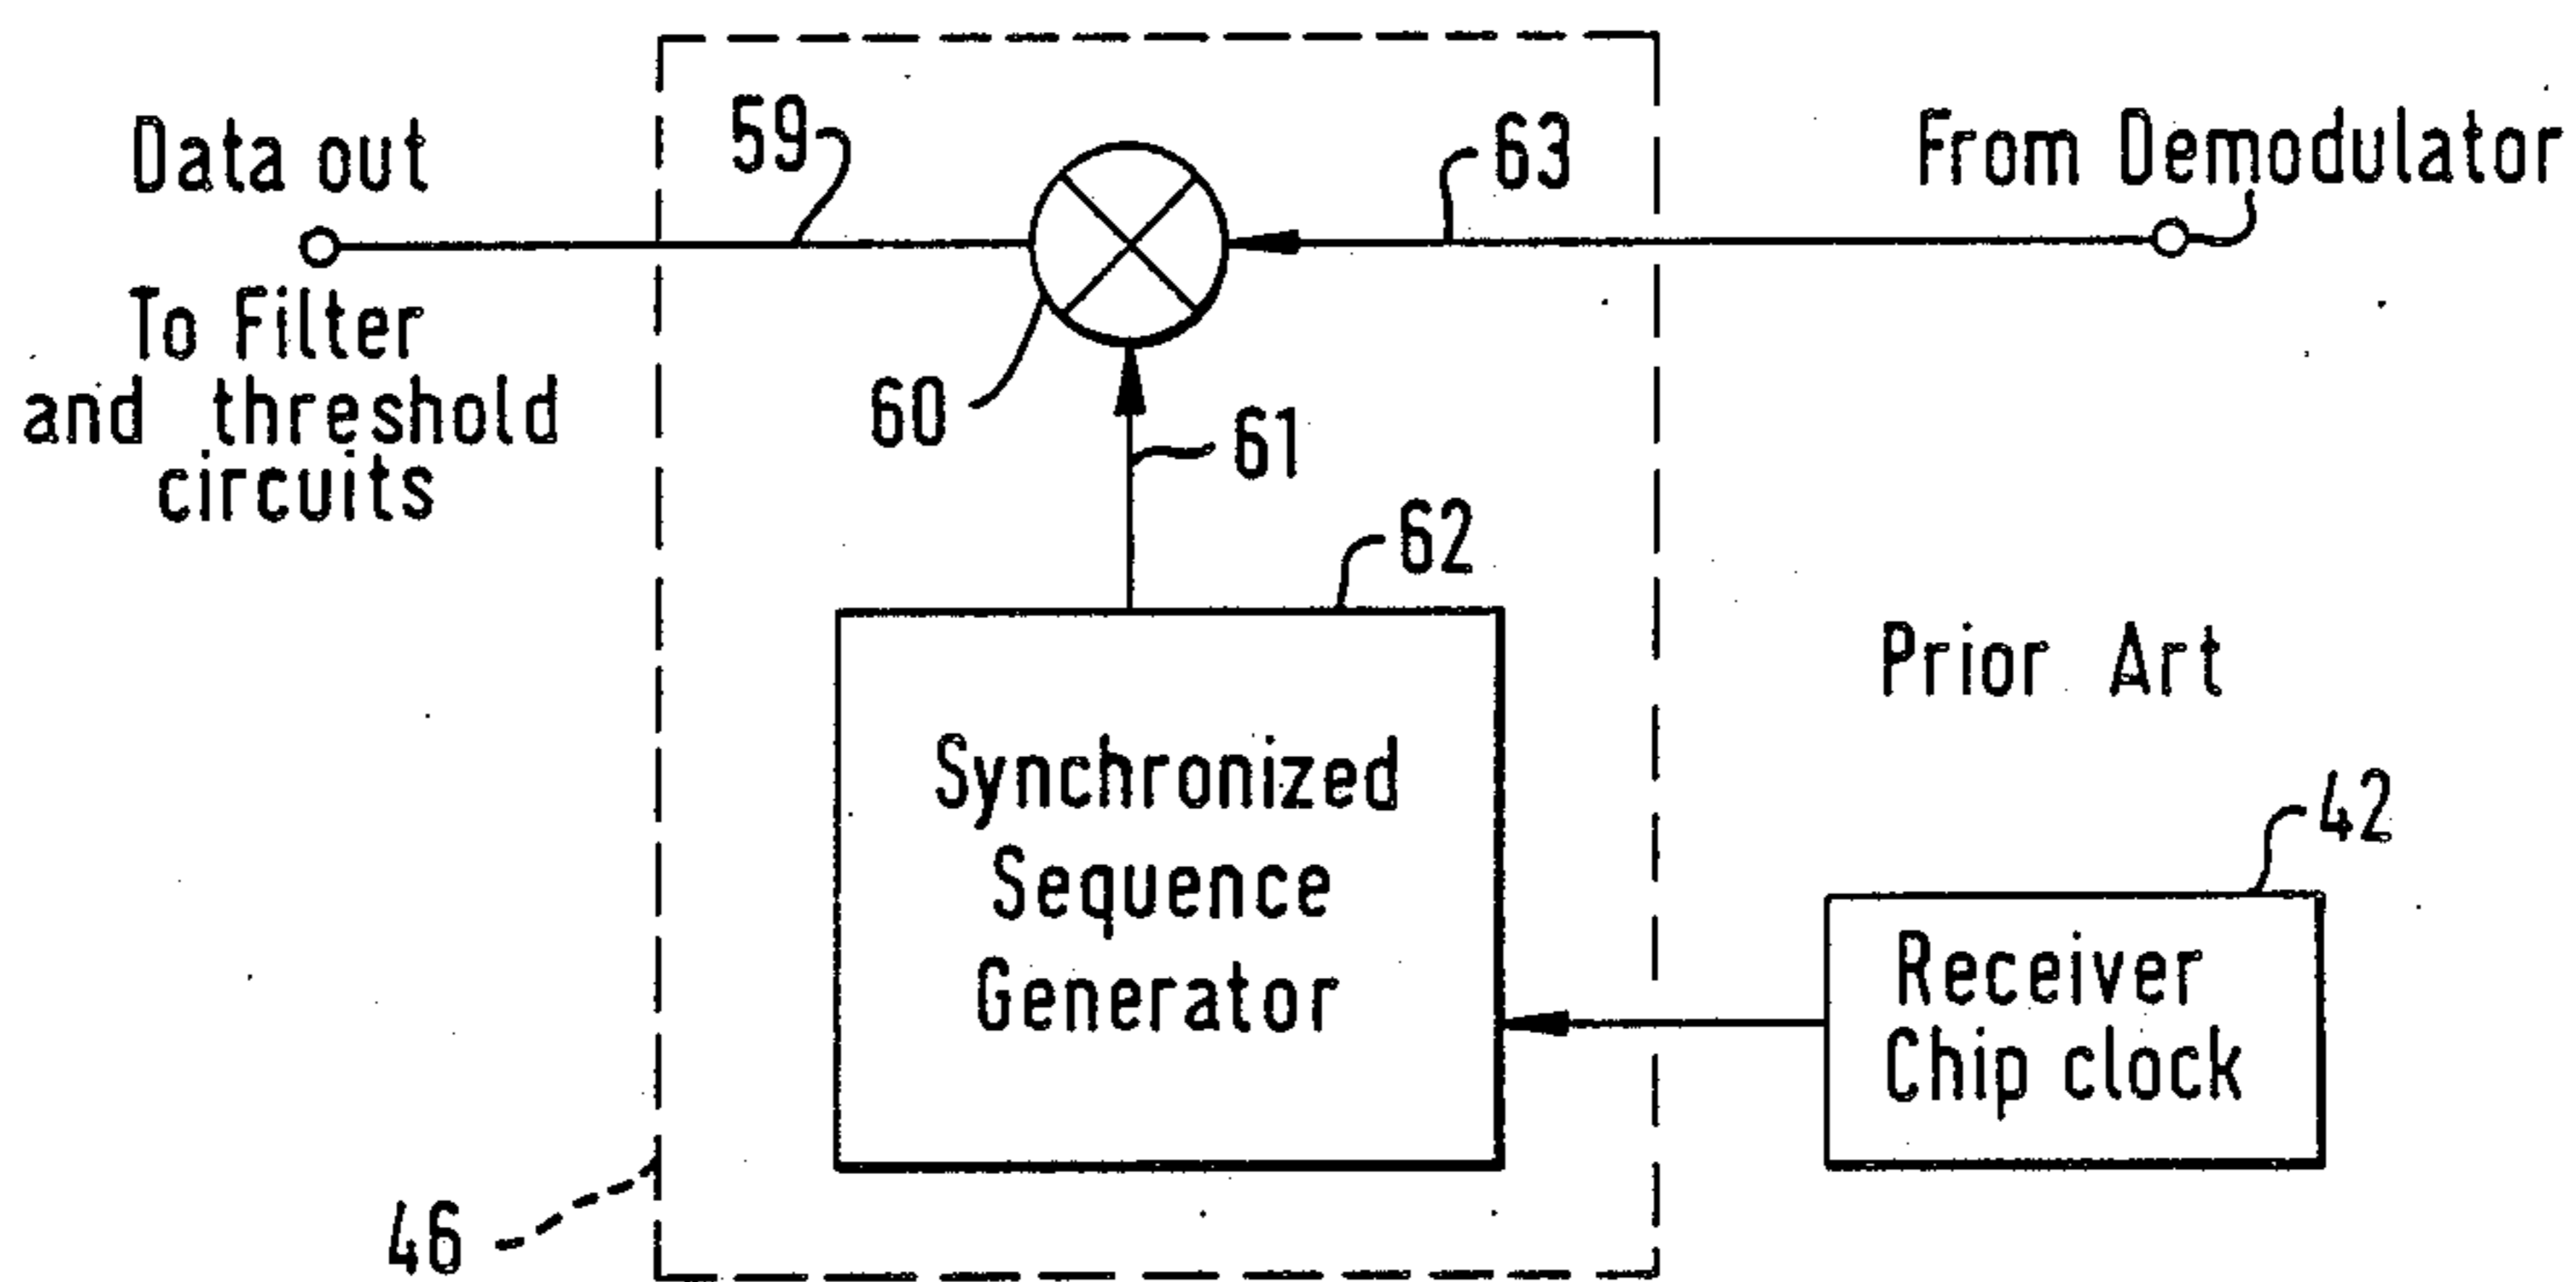 59
63
Data out
From Demodulator
To Filter
and threshold
circuits
60
61
62
Prior Art
Synchronized
Sequence
Generator
42
Receiver
Chip clock
46